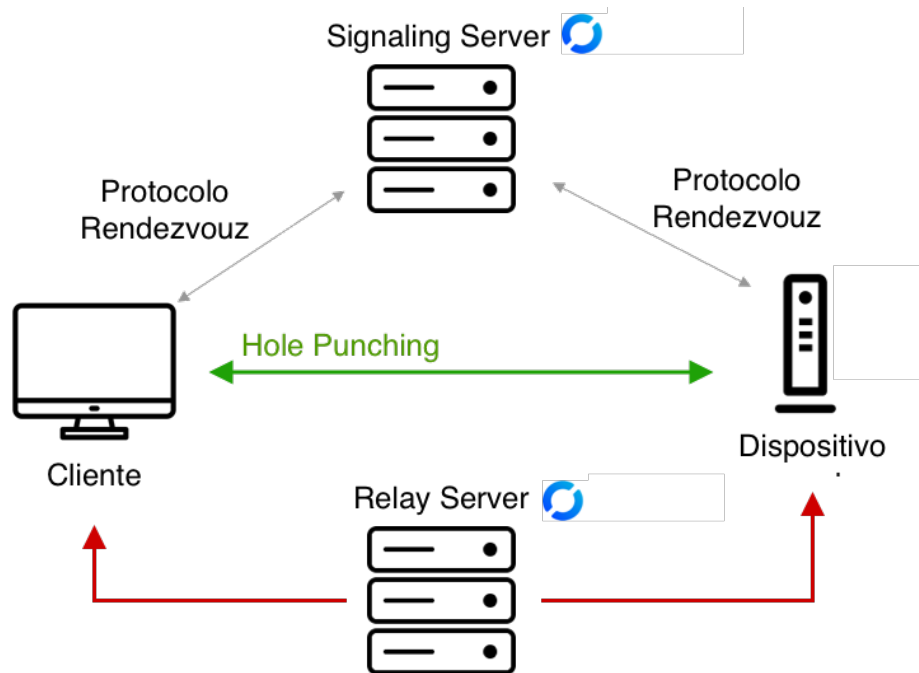 Signaling Server
Protocolo
Rendezvouz
Protocolo
Rendezvouz
Hole Punching
Cliente
Dispositivo
Relay Server